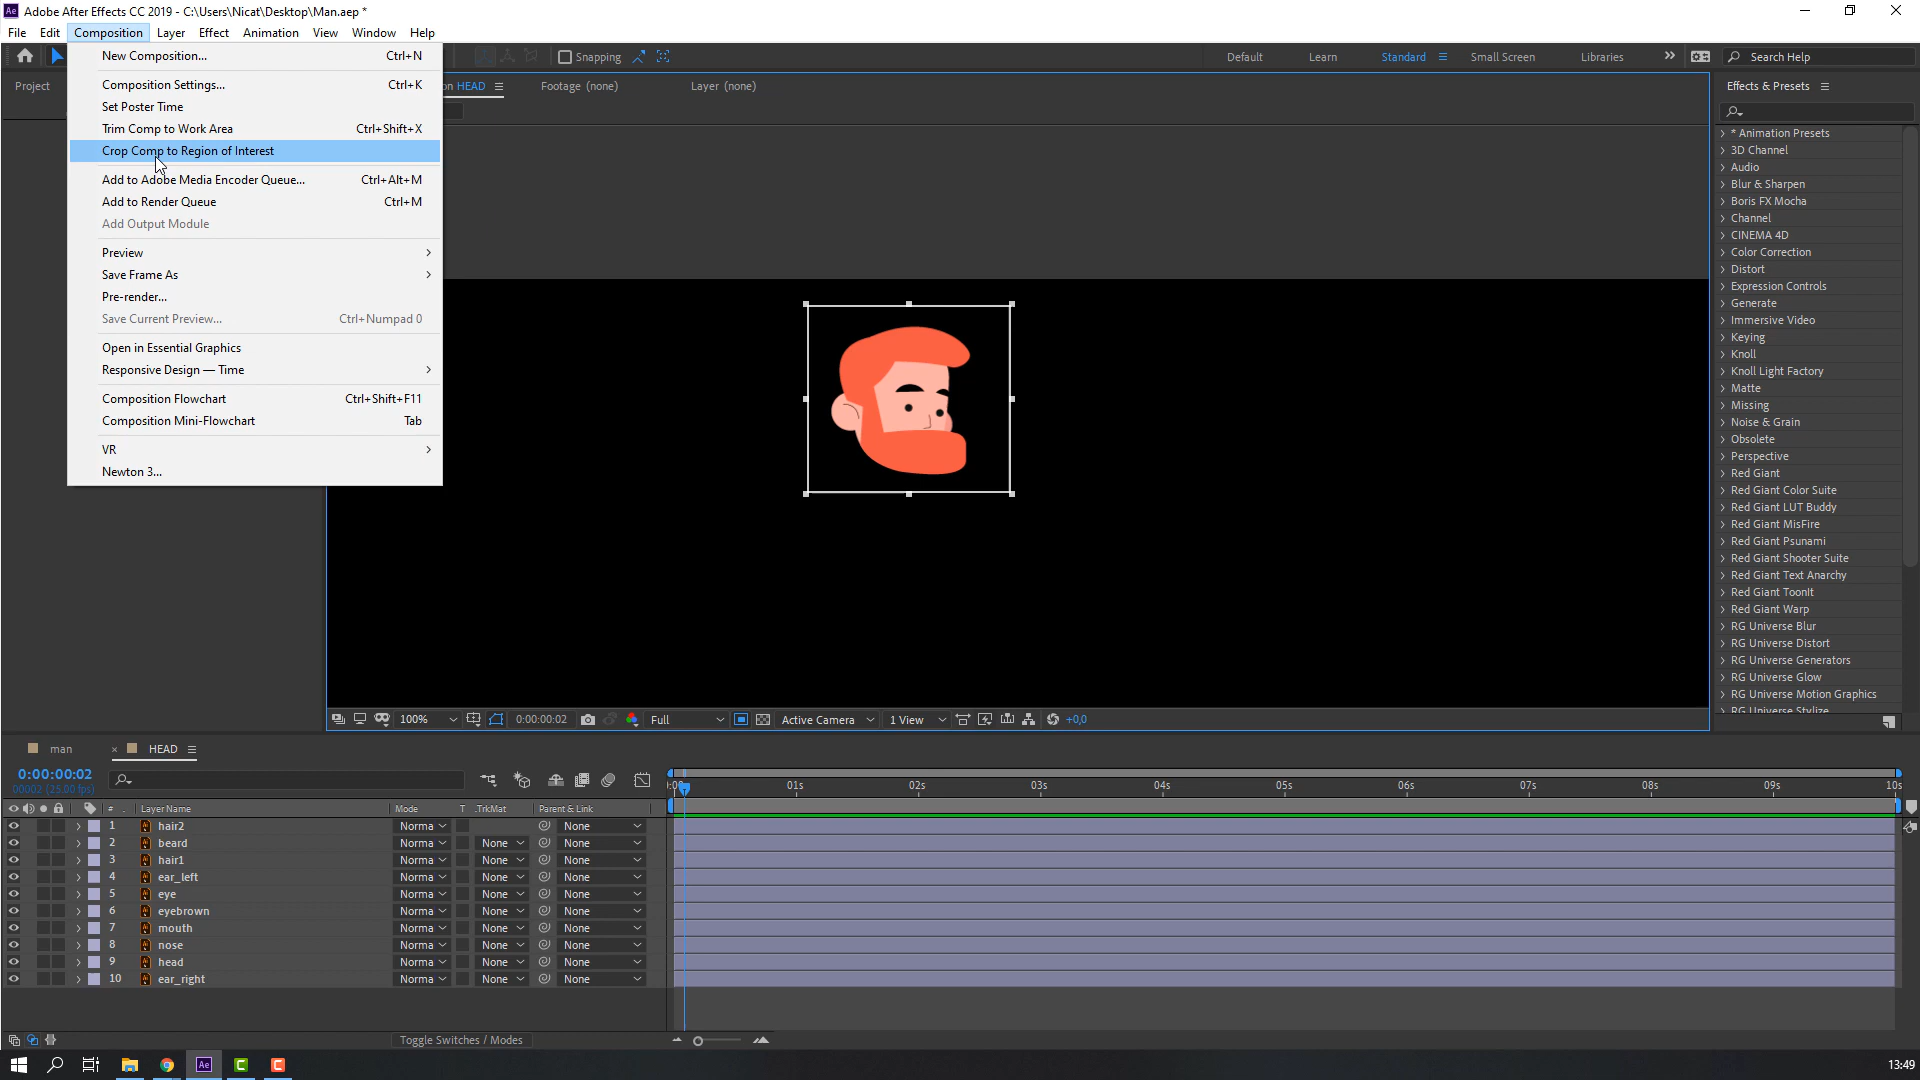 Ae Adobe After Effects CC 2019 - C:\Users\Nicat\Desktop\Man.aep *
File Edit Composition Layer Effect Animation View Window Help
Snapping Default Learn Standard Small Screen Libraries Search Help
New Composition... Ctrl+N
Composition Settings... Ctrl+K
Set Poster Time
Trim Comp to Work Area Ctrl+Shift+X
Crop Comp to Region of Interest
Add to Adobe Media Encoder Queue... Ctrl+Alt+M
Add to Render Queue Ctrl+M
Add Output Module
Preview
Save Frame As
Pre-render...
Save Current Preview... Ctrl+Numpad 0
Open in Essential Graphics
Responsive Design — Time
Composition Flowchart Ctrl+Shift+F11
Composition Mini-Flowchart Tab
VR
Newton 3...
Project
on HEAD Footage (none) Layer (none)
Effects & Presets
* Animation Presets
3D Channel
Audio
Blur & Sharpen
Boris FX Mocha
Channel
CINEMA 4D
Color Correction
Distort
Expression Controls
Generate
Immersive Video
Keying
Knoll
Knoll Light Factory
Matte
Missing
Noise & Grain
Obsolete
Perspective
Red Giant
Red Giant Color Suite
Red Giant LUT Buddy
Red Giant MisFire
Red Giant Psunami
Red Giant Shooter Suite
Red Giant Text Anarchy
Red Giant ToonIt
Red Giant Warp
RG Universe Blur
RG Universe Distort
RG Universe Generators
RG Universe Glow
RG Universe Motion Graphics
RG Universe Stylize
100% 0:00:00:02 Full Active Camera 1 View +0,0
man × HEAD
0:00:00:02
00002 (25.00 fps)
:00 01s 02s 03s 04s 05s 06s 07s 08s 09s 10s
# Layer Name Mode T .TrkMat Parent & Link
1 hair2 Norma None
2 beard Norma None None
3 hair1 Norma None None
4 ear_left Norma None None
5 eye Norma None None
6 eyebrown Norma None None
7 mouth Norma None None
8 nose Norma None None
9 head Norma None None
10 ear_right Norma None None
Toggle Switches / Modes
Ae C C 13:49